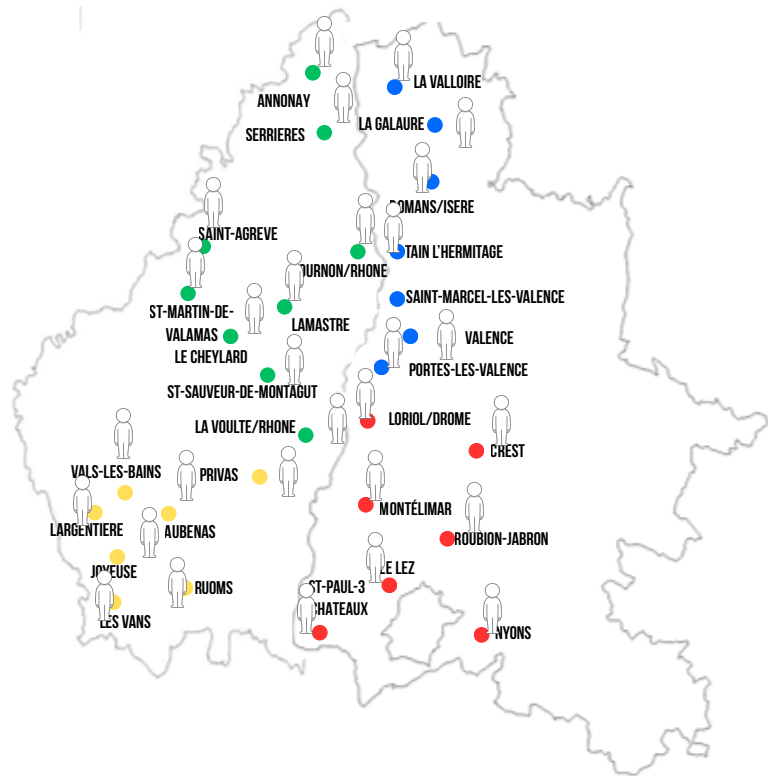 LA VALLOIRE
ANNONAY
LA GALAURE
SERRIERES
ROMANS/ISERE
SAINT-AGREVE
TAIN L'HERMITAGE
OURNON/RHONE
SAINT-MARCEL-LES-VALENCE
ST-MARTIN-DE-
VALAMAS
LAMASTRE
VALENCE
LE CHEYLARD
PORTES-LES-VALENCE
ST-SAUVEUR-DE-MONTAGUT
LORIOL/DROME
LA VOULTE/RHONE
CREST
VALS-LES-BAINS
PRIVAS
MONTÉLIMAR
LARGENTIERE
AUBENAS
ROUBION-JABRON
LE LEZ
JOYEUSE
RUOMS
ST-PAUL-3
CHATEAUX
LES VANS
NYONS